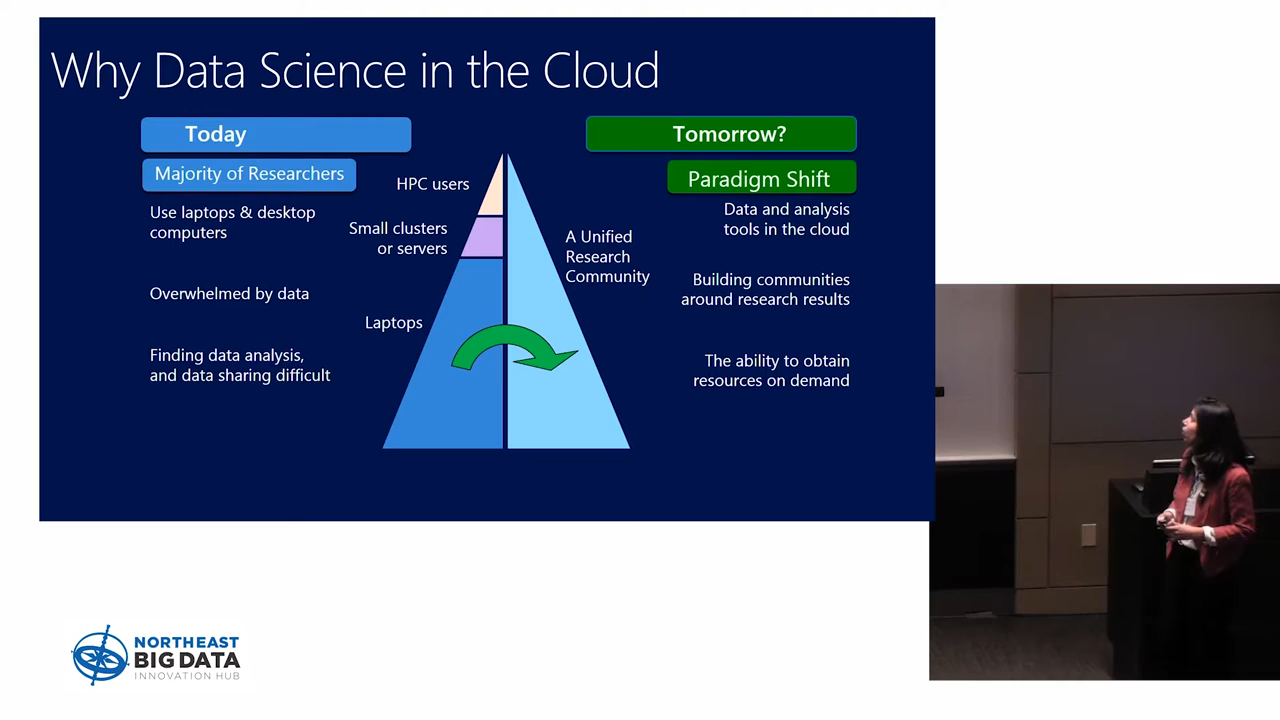 Why Data Science in the Cloud
Today
Majority of Researchers
Use laptops & desktop
computers
Overwhelmed by data
Finding data analysis,
and data sharing difficult
HPC users
Small clusters
or servers
Laptops
A Unified
Research
Community
Tomorrow?
Paradigm Shift
Data and analysis
tools in the cloud
Building communities
around research results
The ability to obtain
resources on demand
NORTHEAST
BIG DATA
INNOVATION HUB